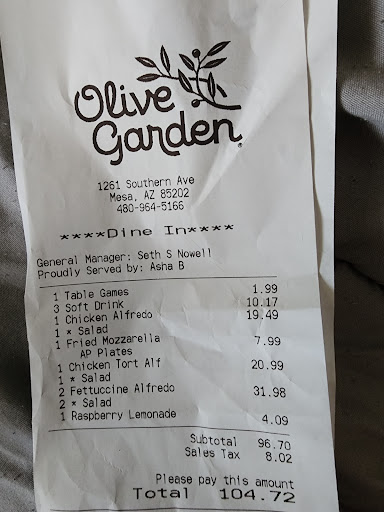 Olive
Garden
1261 Southern Ave
Mesa, AZ 85202
480-964-5166
****Dine In****
General Manager: Seth S Nowell
Proudly Served by: Asha B
1 Table Games 1.99
3 Soft Drink 10.17
1 Chicken Alfredo 19.49
1 * Salad
1 Fried Mozzarella 7.99
AP Plates
1 Chicken Tort Alf 20.99
1 * Salad
2 Fettuccine Alfredo 31.98
2 * Salad
1 Raspberry Lemonade 4.09
Subtotal 96.70
Sales Tax 8.02
Please pay this amount
Total 104.72